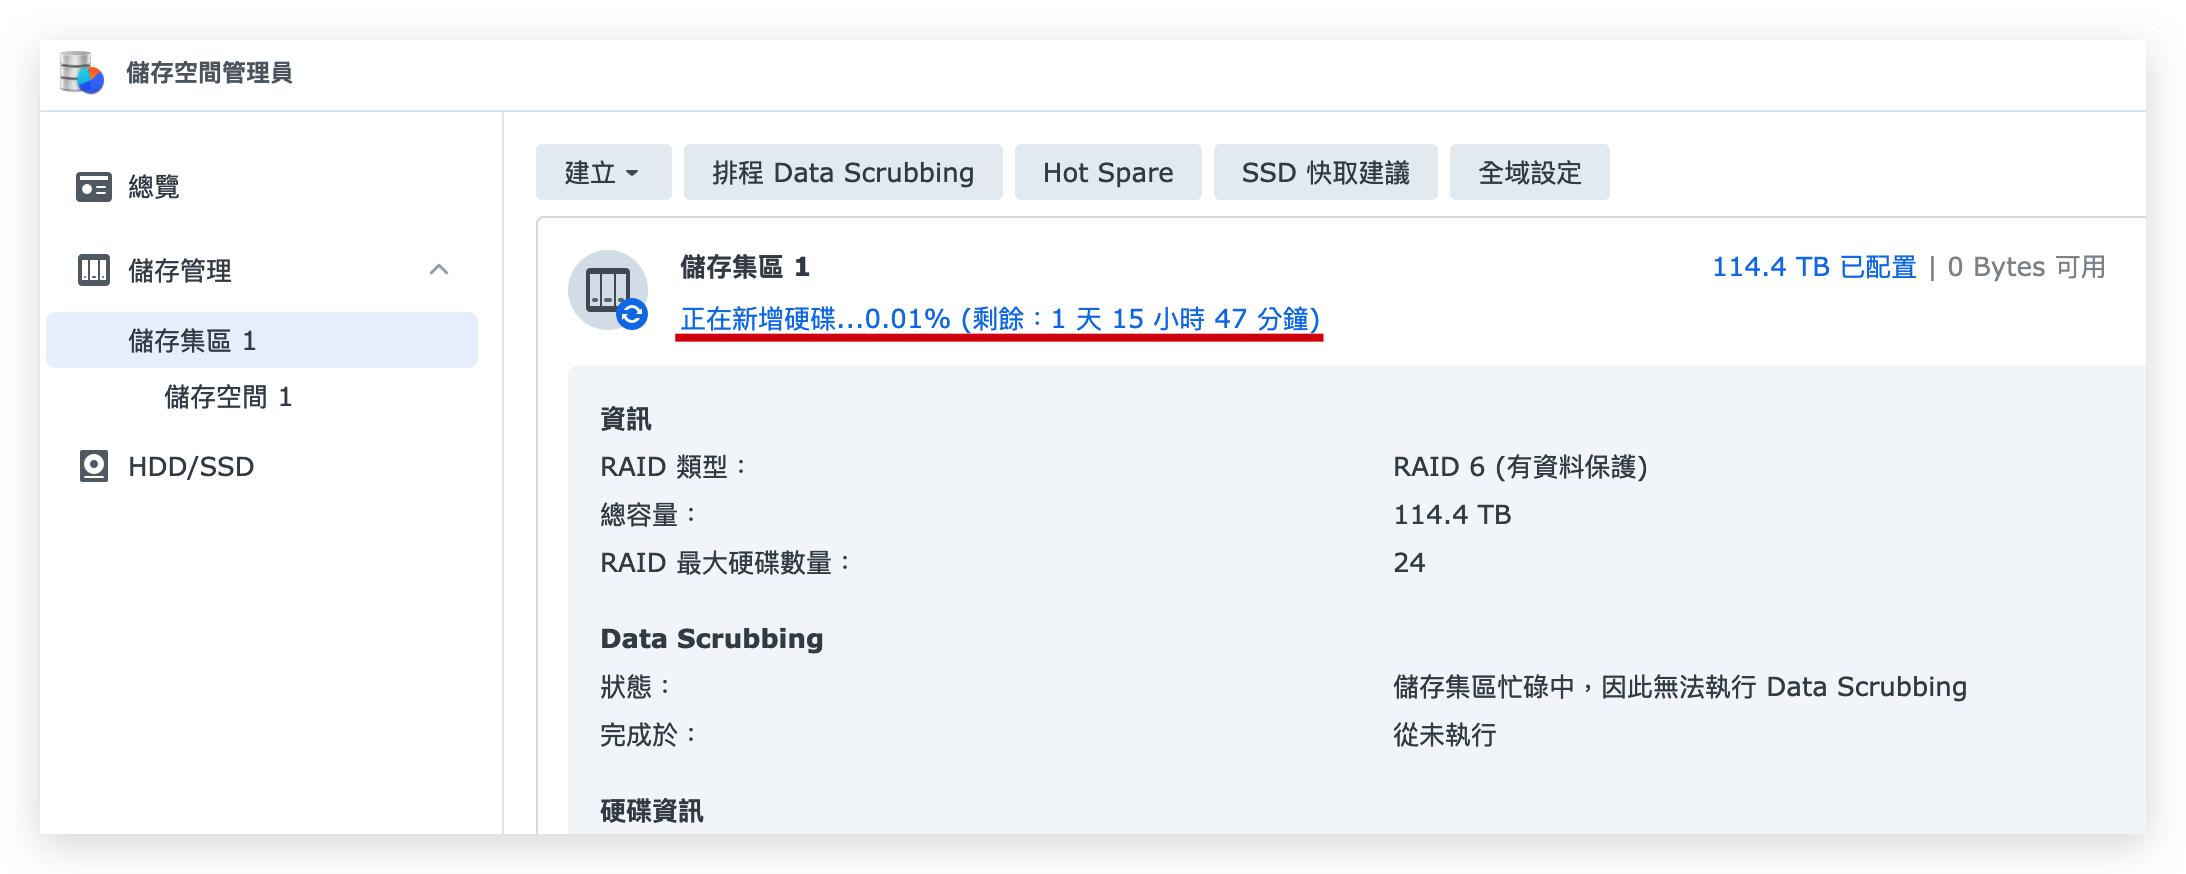 儲存空間管理員
總覽
儲存管理
儲存集區 1
儲存空間 1
HDD/SSD
建立 排程 Data Scrubbing Hot Spare SSD 快取建議 全域設定
儲存集區 1 114.4 TB 已配置 | 0 Bytes 可用
正在新增硬碟...0.01% (剩餘：1 天 15 小時 47 分鐘)
資訊
RAID 類型： RAID 6 (有資料保護)
總容量： 114.4 TB
RAID 最大硬碟數量： 24
Data Scrubbing
狀態： 儲存集區忙碌中，因此無法執行 Data Scrubbing
完成於： 從未執行
硬碟資訊